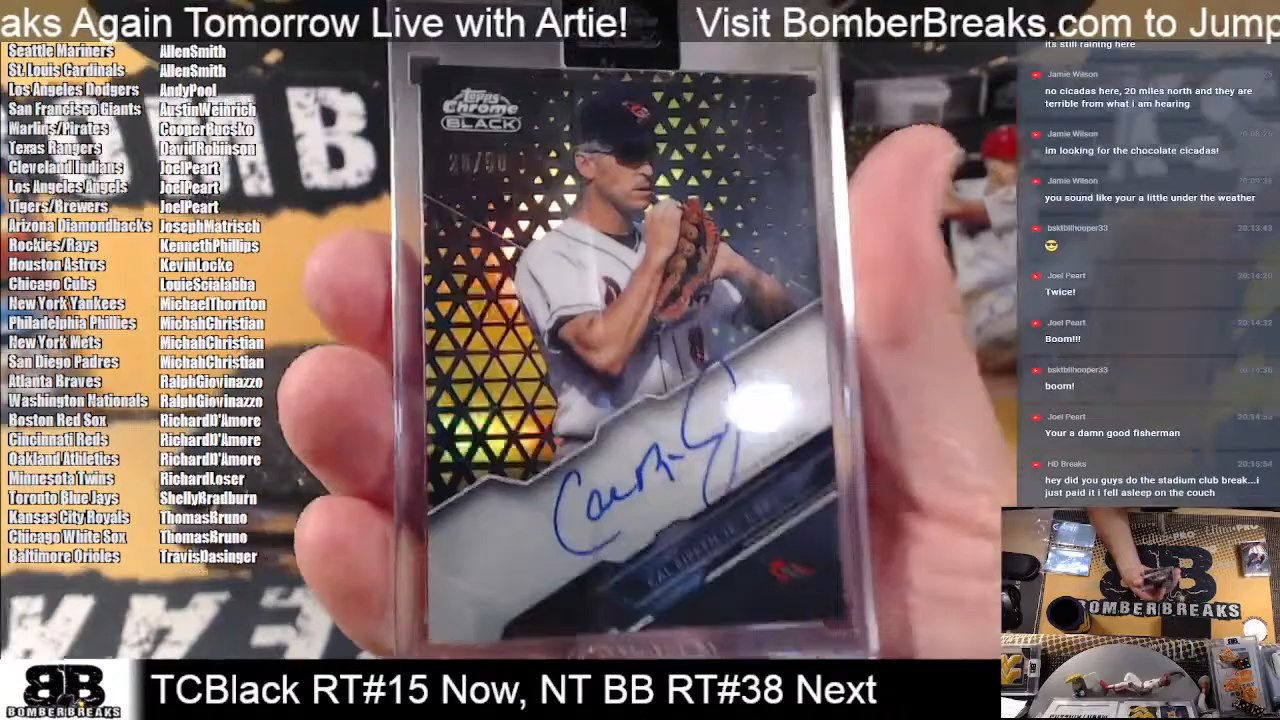 aks Again Tomorrow Live with Artie!
Visit BomberBreaks.com to Jump
Seattle Mariners AllenSmith
St. Louis Cardinals AllenSmith
Los Angeles Dodgers AndyPool
San Francisco Giants AustinWeinrich
Marlins/Pirates CooperBucsko
Texas Rangers DavidRobinson
Cleveland Indians JoelPeart
Los Angeles Angels JoelPeart
Tigers/Brewers JoelPeart
Arizona Diamondbacks JosephMatrisch
Rockies/Rays KennethPhillips
Houston Astros KevinLocke
Chicago Cubs LouieScialabba
New York Yankees MichaelThornton
Philadelphia Phillies MichahChristian
New York Mets MichahChristian
San Diego Padres MichahChristian
Atlanta Braves RalphGiovinazzo
Washington Nationals RalphGiovinazzo
Boston Red Sox RichardD'Amore
Cincinnati Reds RichardD'Amore
Oakland Athletics RichardD'Amore
Minnesota Twins RichardLoser
Toronto Blue Jays ShellyBradburn
Kansas City Royals ThomasBruno
Chicago White Sox ThomasBruno
Baltimore Orioles TravisDasinger
Topps
Chrome
BLACK
its still raining here
Jamie Wilson
no cicadas here, 20 miles north and they are
terrible from what i am hearing
Jamie Wilson
im looking for the chocolate cicadas!
Jamie Wilson
you sound like your a little under the weather
bsktbllhooper33
Joel Peart
Twice!
Joel Peart
Boom!!!
bsktbllhooper33
boom!
Joel Peart
Your a damn good fisherman
HD Breaks
hey did you guys do the stadium club break...i
just paid it i fell asleep on the couch
BB
BOMBERBREAKS
BB
BOMBERBREAKS
TCBlack RT#15 Now, NT BB RT#38 Next